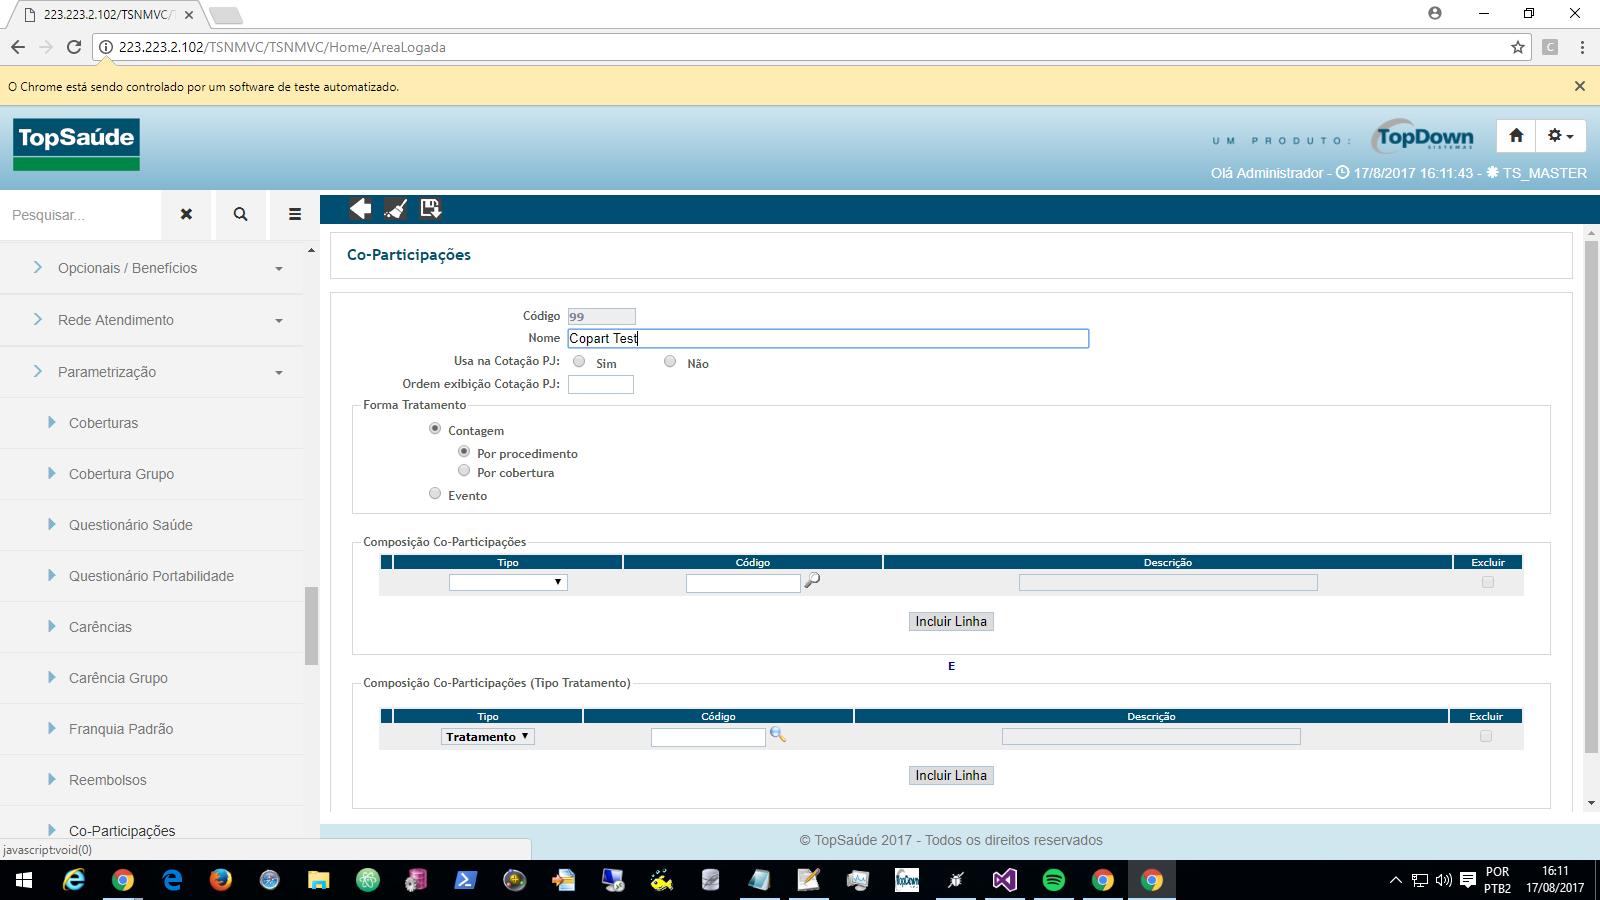 223.223.2.102/TSNMVC/T
223.223.2.102/TSNMVC/TSNMVC/Home/AreaLogada
C
O Chrome está sendo controlado por um software de teste automatizado.
TopSaúde
UM PRODUTO:
TopDown
SISTEMAS
Olá Administrador - 17/8/2017 16:11:43 - TS_MASTER
Pesquisar...
Opcionais / Benefícios
Rede Atendimento
Parametrização
Coberturas
Cobertura Grupo
Questionário Saúde
Questionário Portabilidade
Carências
Carência Grupo
Franquia Padrão
Reembolsos
Co-Participações
javascript:void(0)
Co-Participações
Código 99
Nome Copart Test
Usa na Cotação PJ: Sim Não
Ordem exibição Cotação PJ:
Forma Tratamento
Contagem
Por procedimento
Por cobertura
Evento
Composição Co-Participações
Tipo Código Descrição Excluir
Incluir Linha
E
Composição Co-Participações (Tipo Tratamento)
Tipo Código Descrição Excluir
Tratamento
Incluir Linha
© TopSaúde 2017 - Todos os direitos reservados
TopDown
POR
PTB2
16:11
17/08/2017